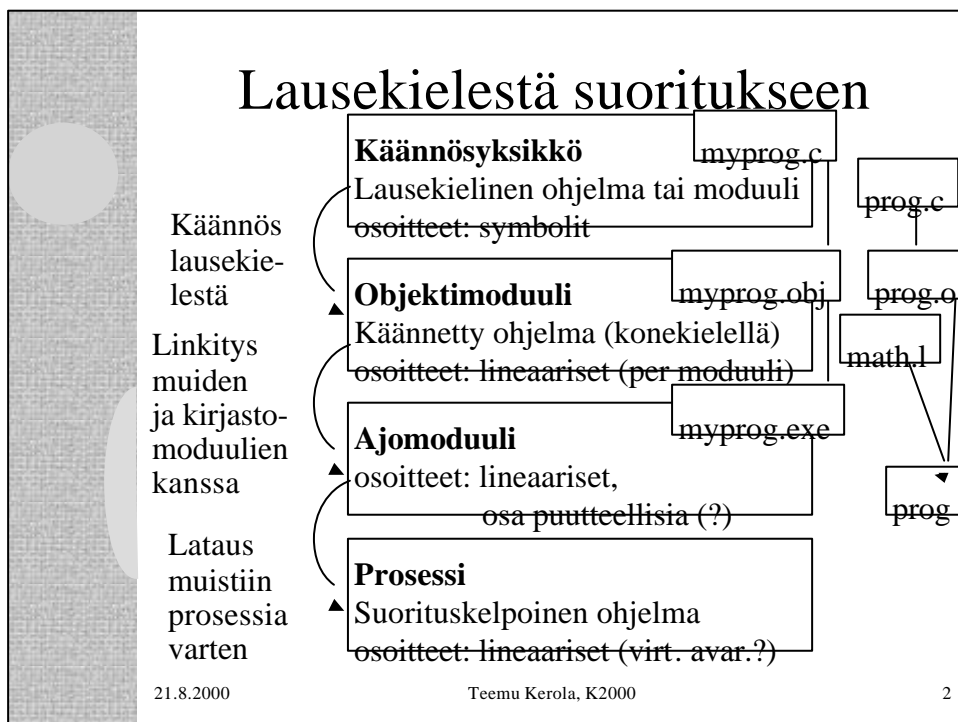 Lausekielestä suoritukseen
Käännösyksikkö
Lausekielinen ohjelma tai moduuli
osoitteet: symbolit
myprog.c
prog.c
Käännös
lausekie-
lestä
Objektimoduuli
Käännetty ohjelma (konekielellä)
osoitteet: lineaariset (per moduuli)
myprog.obj
prog.o
math.l
Linkitys
muiden
ja kirjasto-
moduulien
kanssa
Ajomoduuli
osoitteet: lineaariset,
osa puutteellisia (?)
myprog.exe
prog
Lataus
muistiin
prosessia
varten
Prosessi
Suorituskelpoinen ohjelma
osoitteet: lineaariset (virt. avar.?)
21.8.2000
Teemu Kerola, K2000
2